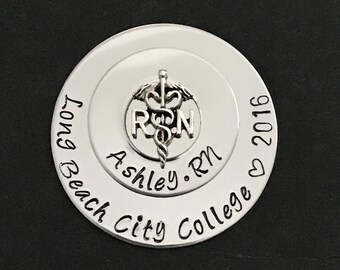 RN
Ashley.RN
Long Beach City College ♡ 2016